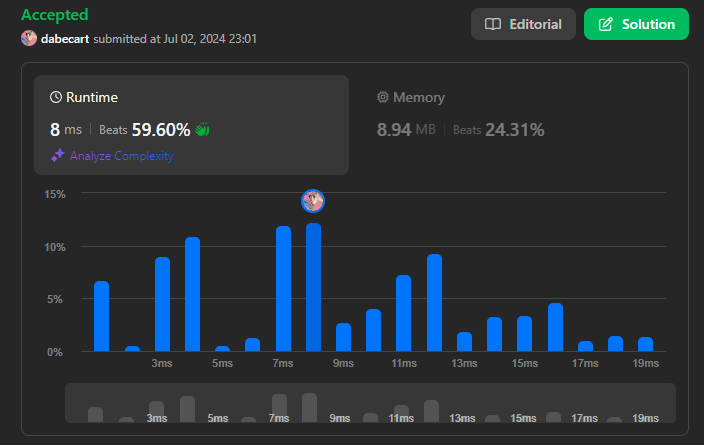 Accepted
dabecart submitted at Jul 02, 2024 23:01
Editorial
Solution
Runtime
8 ms | Beats 59.60%
Analyze Complexity
Memory
8.94 MB | Beats 24.31%
15%
10%
5%
0%
3ms 5ms 7ms 9ms 11ms 13ms 15ms 17ms 19ms
3ms 5ms 7ms 9ms 11ms 13ms 15ms 17ms 19ms